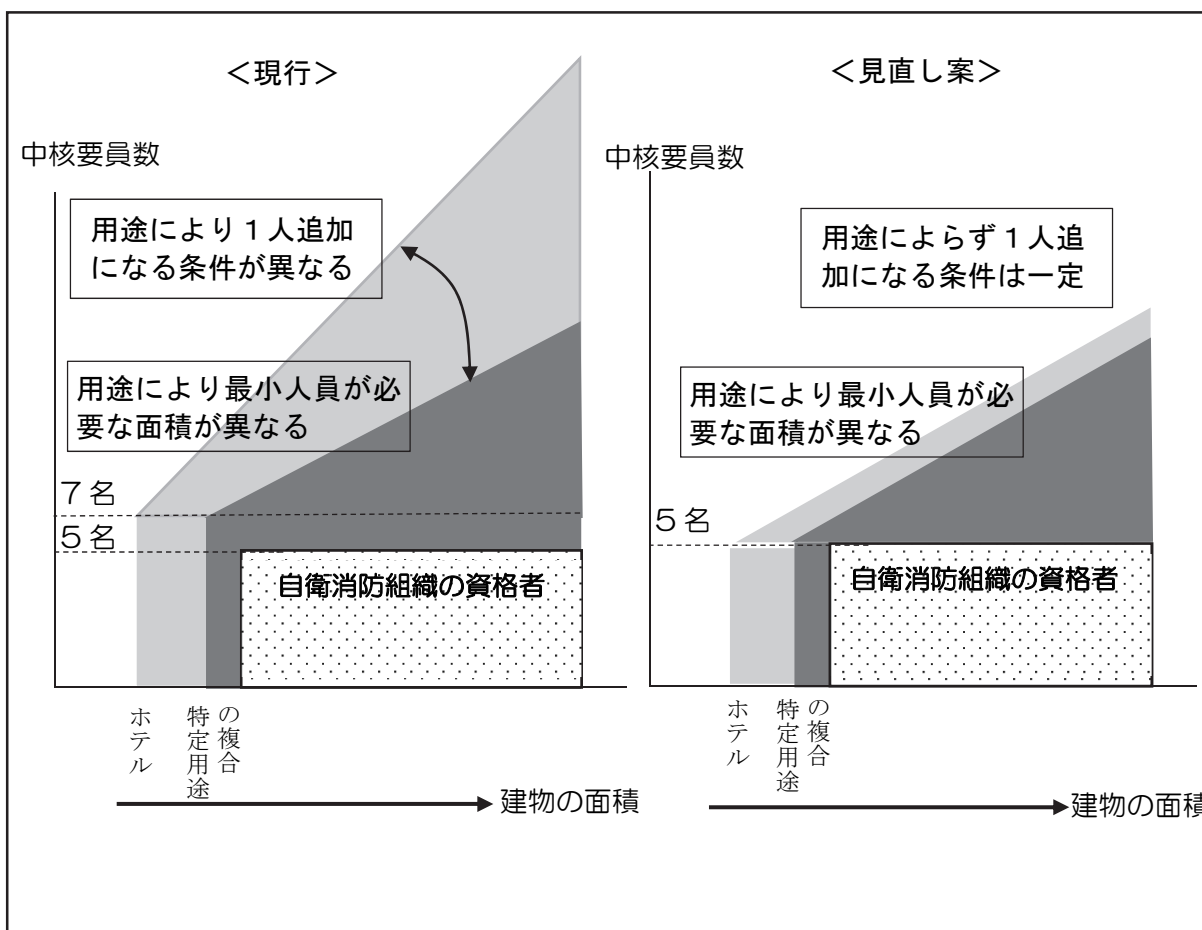 ＜現行＞
中核要員数
用途により１人追加
になる条件が異なる
用途により最小人員が必
要な面積が異なる
７名
５名
自衛消防組織の資格者
ホテル
特定用途
の複合
建物の面積
＜見直し案＞
中核要員数
用途によらず１人追
加になる条件は一定
用途により最小人員が必
要な面積が異なる
５名
自衛消防組織の資格者
ホテル
特定用途
の複合
建物の面積